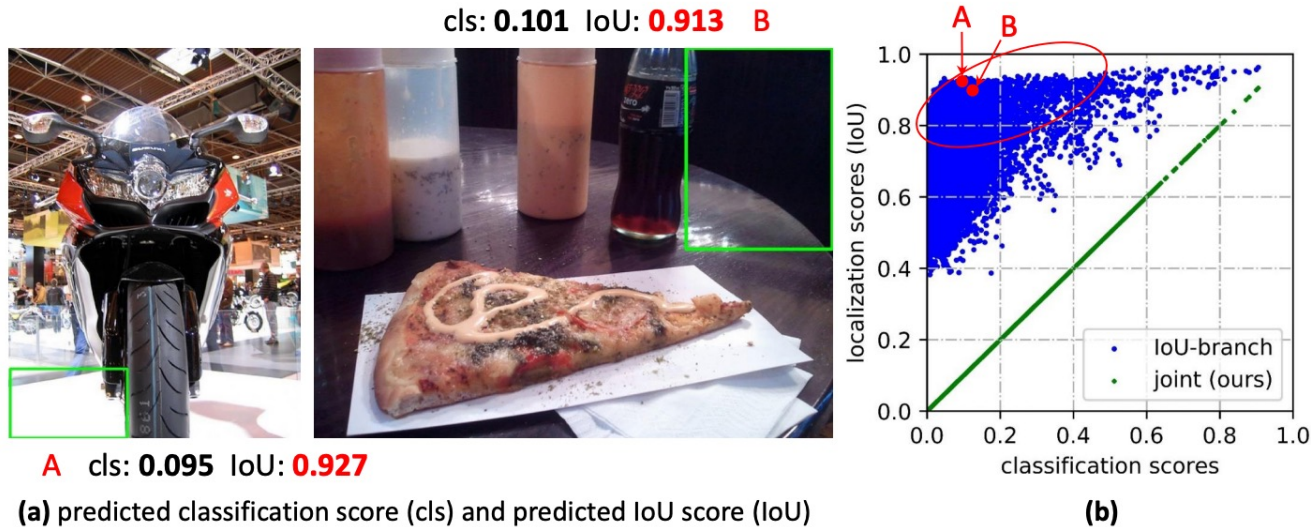 cls: 0.101 IoU: 0.913 B
SUZUKI
zero
A cls: 0.095 IoU: 0.927
(a) predicted classification score (cls) and predicted IoU score (IoU)
A
B
1.0
0.8
0.6
0.4
0.2
0.0
localization scores (IoU)
IoU-branch
joint (ours)
0.0 0.2 0.4 0.6 0.8 1.0
classification scores
(b)